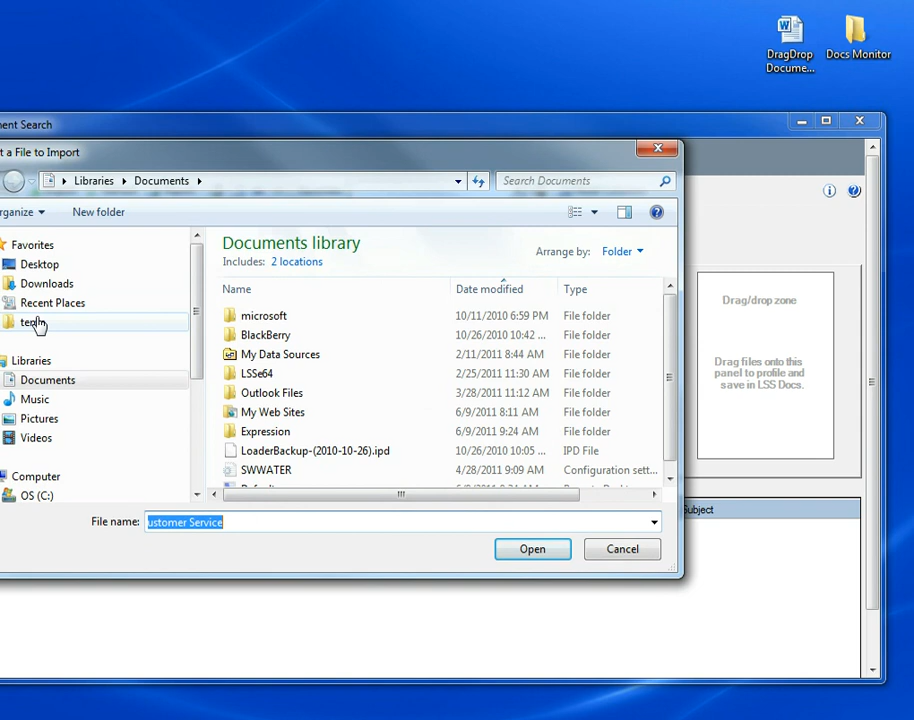 DragDrop
Docume...
Docs Monitor
ent Search
t a File to Import
Libraries
Documents
Search Documents
rganize
New folder
Favorites
Desktop
Downloads
Recent Places
Libraries
Documents
Music
Pictures
Videos
Computer
OS (C:)
Documents library
Includes: 2 locations
Arrange by: Folder
Name Date modified Type
microsoft 10/11/2010 6:59 PM File folder
BlackBerry 10/26/2010 10:42 ... File folder
My Data Sources 2/11/2011 8:44 AM File folder
LSSe64 2/25/2011 11:30 AM File folder
Outlook Files 3/28/2011 11:12 AM File folder
My Web Sites 6/9/2011 8:11 AM File folder
Expression 6/9/2011 9:24 AM File folder
LoaderBackup-(2010-10-26).ipd 10/26/2010 10:05 ... IPD File
SWWATER 4/28/2011 9:09 AM Configuration sett...
File name: ustomer Service
Open
Cancel
Drag/drop zone
Drag files onto this
panel to profile and
save in LSS Docs.
Subject